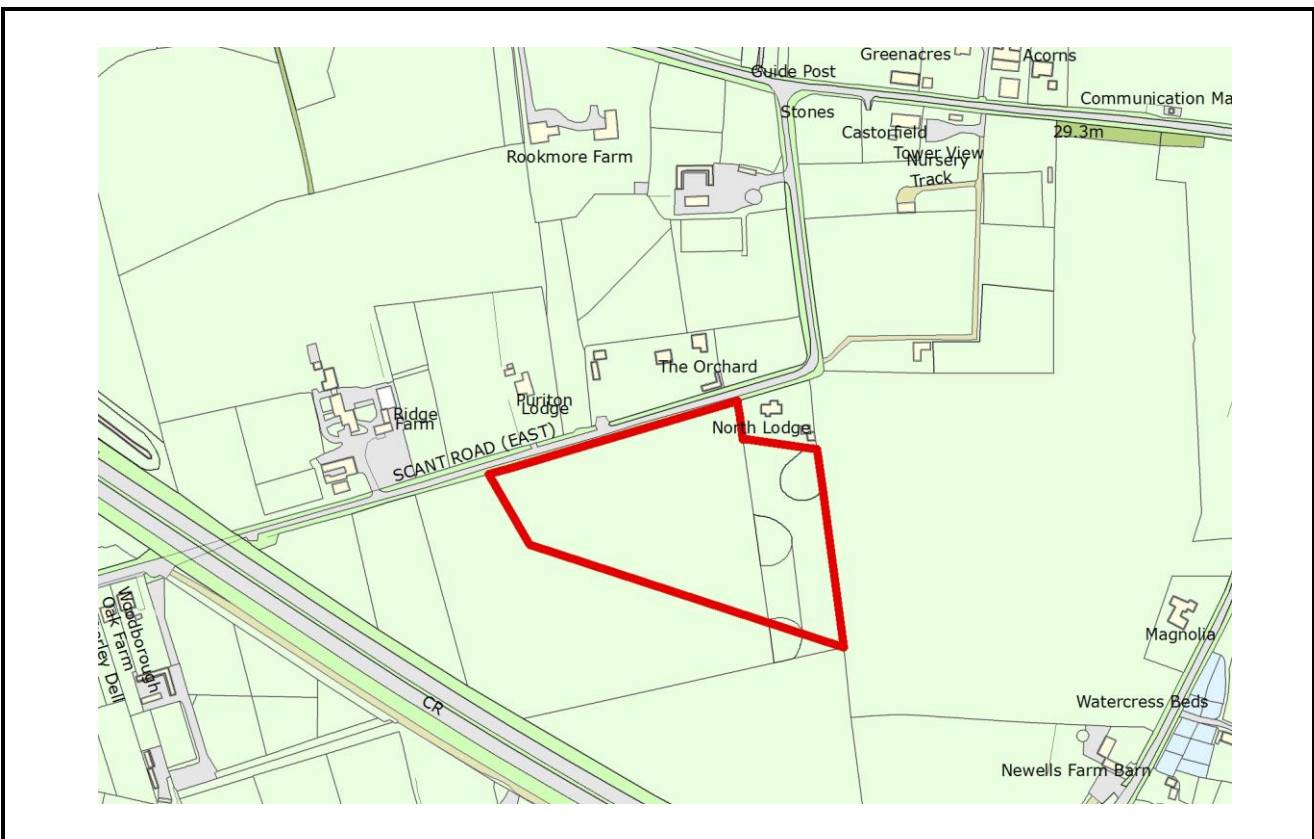 Greenacres
Acorns
Guide Post
Communication Ma
Stones
Castorfield
29.3m
Tower View
Nursery
Track
Rookmore Farm
The Orchard
Puriton
Lodge
Ridge
Farm
North Lodge
SCANT ROAD (EAST)
Woodborough
Oak Farm
erley Dell
CR
Magnolia
Watercress Beds
Newells Farm Barn